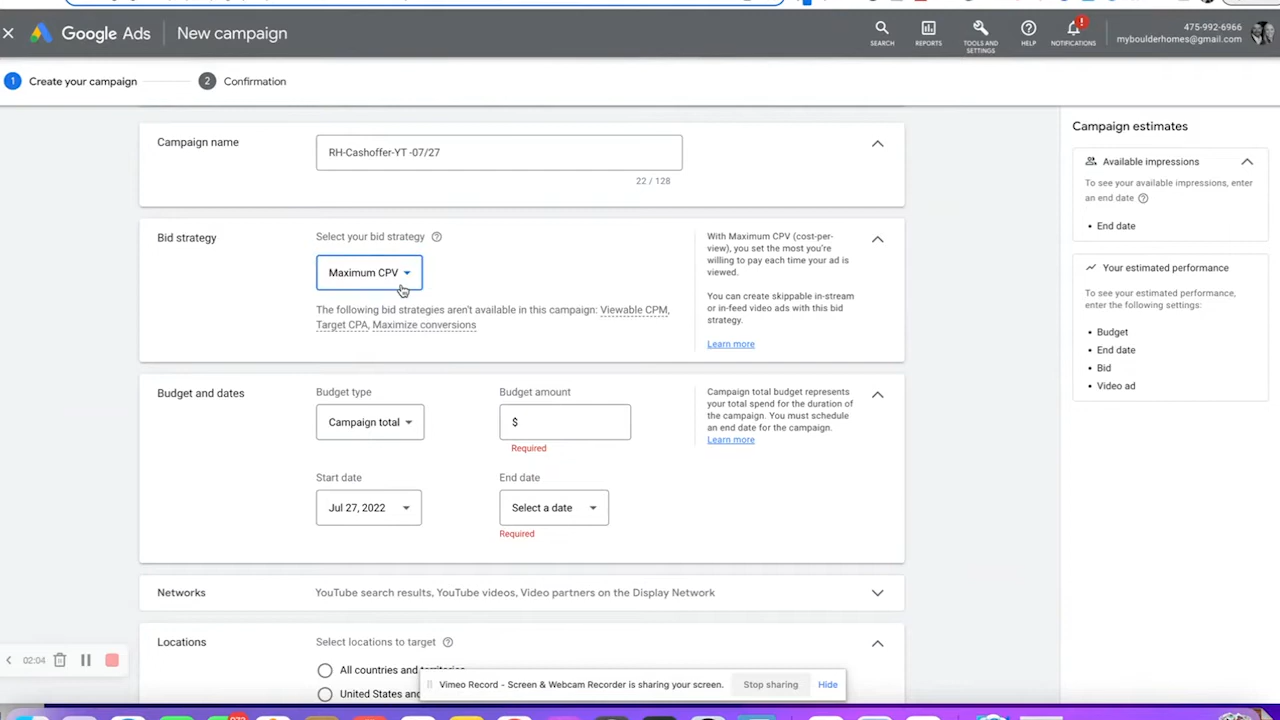 Google Ads
New campaign
SEARCH
REPORTS
TOOLS AND
SETTINGS
HELP
NOTIFICATIONS
475-992-6966
myboulderhomes@gmail.com
1
Create your campaign
2
Confirmation
Campaign name
RH-Cashoffer-YT -07/27
22 / 128
Bid strategy
Select your bid strategy
Maximum CPV
The following bid strategies aren't available in this campaign: Viewable CPM,
Target CPA, Maximize conversions
With Maximum CPV (cost-per-
view), you set the most you're
willing to pay each time your ad is
viewed.
You can create skippable in-stream
or in-feed video ads with this bid
strategy.
Learn more
Budget and dates
Budget type
Campaign total
Budget amount
$
Required
Campaign total budget represents
your total spend for the duration of
the campaign. You must schedule
an end date for the campaign.
Learn more
Start date
Jul 27, 2022
End date
Select a date
Required
Networks
YouTube search results, YouTube videos, Video partners on the Display Network
Locations
Select locations to target
All countries and territories
United States and
Campaign estimates
Available impressions
To see your available impressions, enter
an end date
• End date
Your estimated performance
To see your estimated performance,
enter the following settings:
• Budget
• End date
• Bid
• Video ad
02:04
Vimeo Record - Screen & Webcam Recorder is sharing your screen.
Stop sharing
Hide